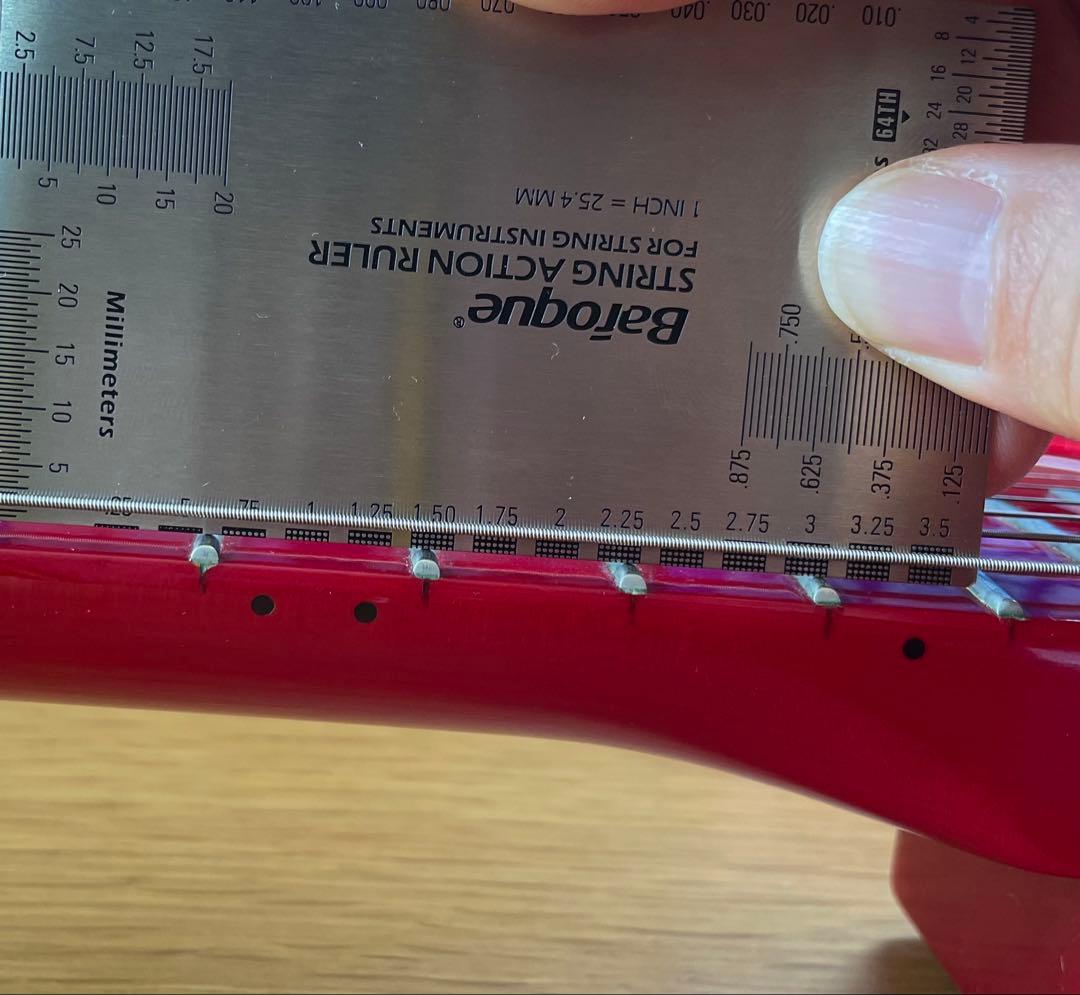 .040 .030 .020 .010
2.5 7.5 12.5 17.5
5 10 15 20
4 8 12 16 20 24 28 32
64TH
1 INCH = 25.4 MM
FOR STRING INSTRUMENTS
STRING ACTION RULER
Bafoque®
25 20 15 10 5
Millimeters
.750
.875 .625 .375 .125
1 1.25 1.50 1.75 2 2.25 2.5 2.75 3 3.25 3.5